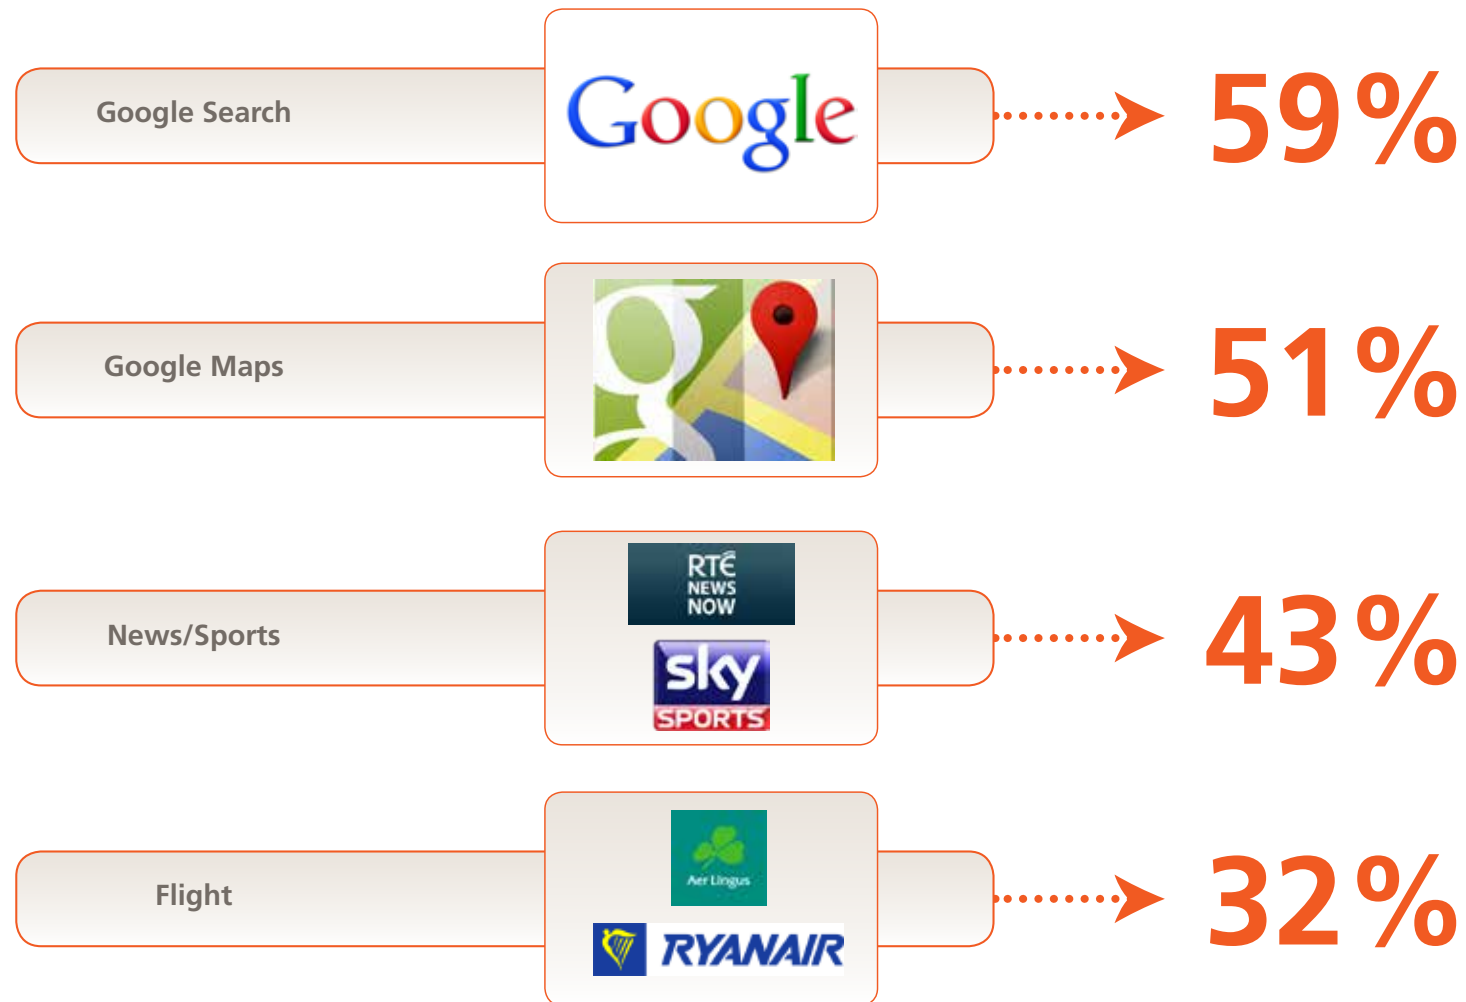 Google Search
Google
59%
Google Maps
g
51%
News/Sports
RTÉ
NEWS
NOW
sky
SPORTS
43%
Flight
Aer Lingus
RYANAIR
32%